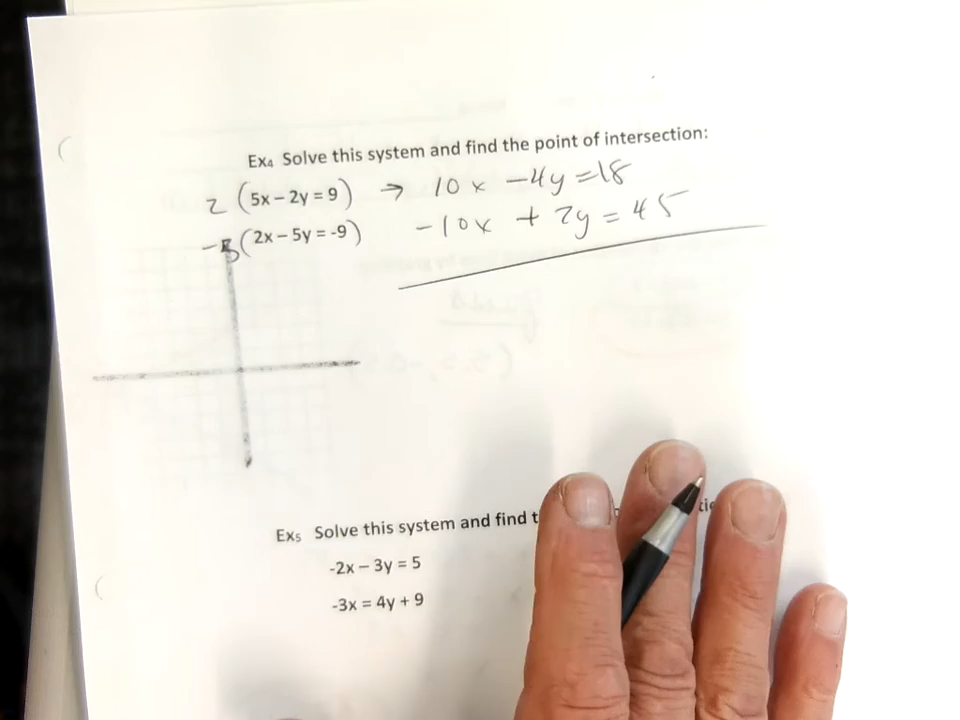 Ex4 Solve this system and find the point of intersection:
2 (5x – 2y = 9) → 10x – 4y = 18
-5 (2x – 5y = -9) -10x + 2y = 45
Ex5 Solve this system and find
-2x – 3y = 5
-3x = 4y + 9